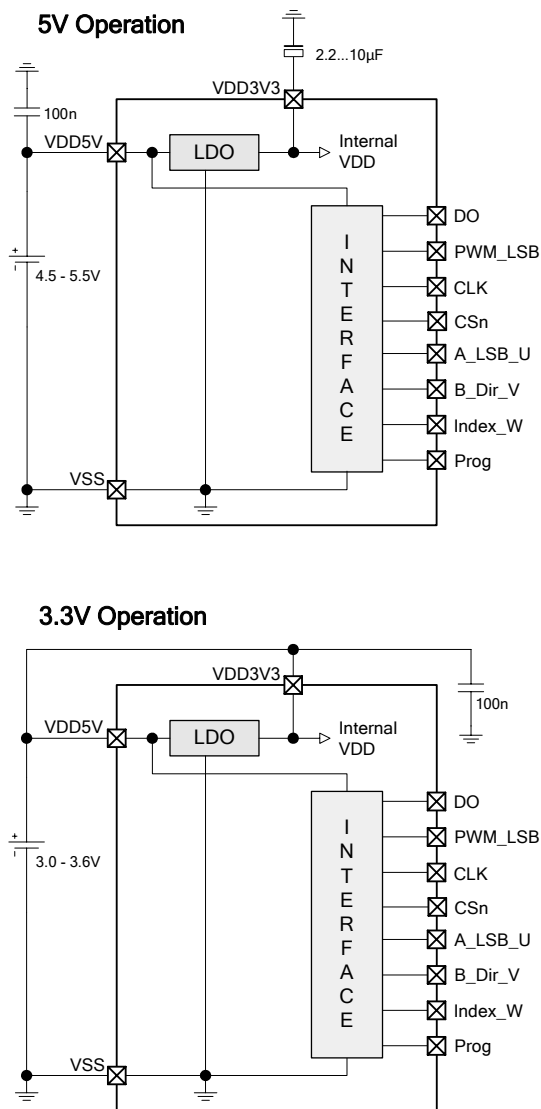 5V Operation
2.2...10µF
VDD3V3
100n
VDD5V
LDO
Internal
VDD
INTERFACE
DO
PWM_LSB
CLK
CSn
A_LSB_U
B_Dir_V
Index_W
Prog
+
-
4.5 - 5.5V
VSS
3.3V Operation
VDD3V3
100n
VDD5V
LDO
Internal
VDD
INTERFACE
DO
PWM_LSB
CLK
CSn
A_LSB_U
B_Dir_V
Index_W
Prog
+
-
3.0 - 3.6V
VSS